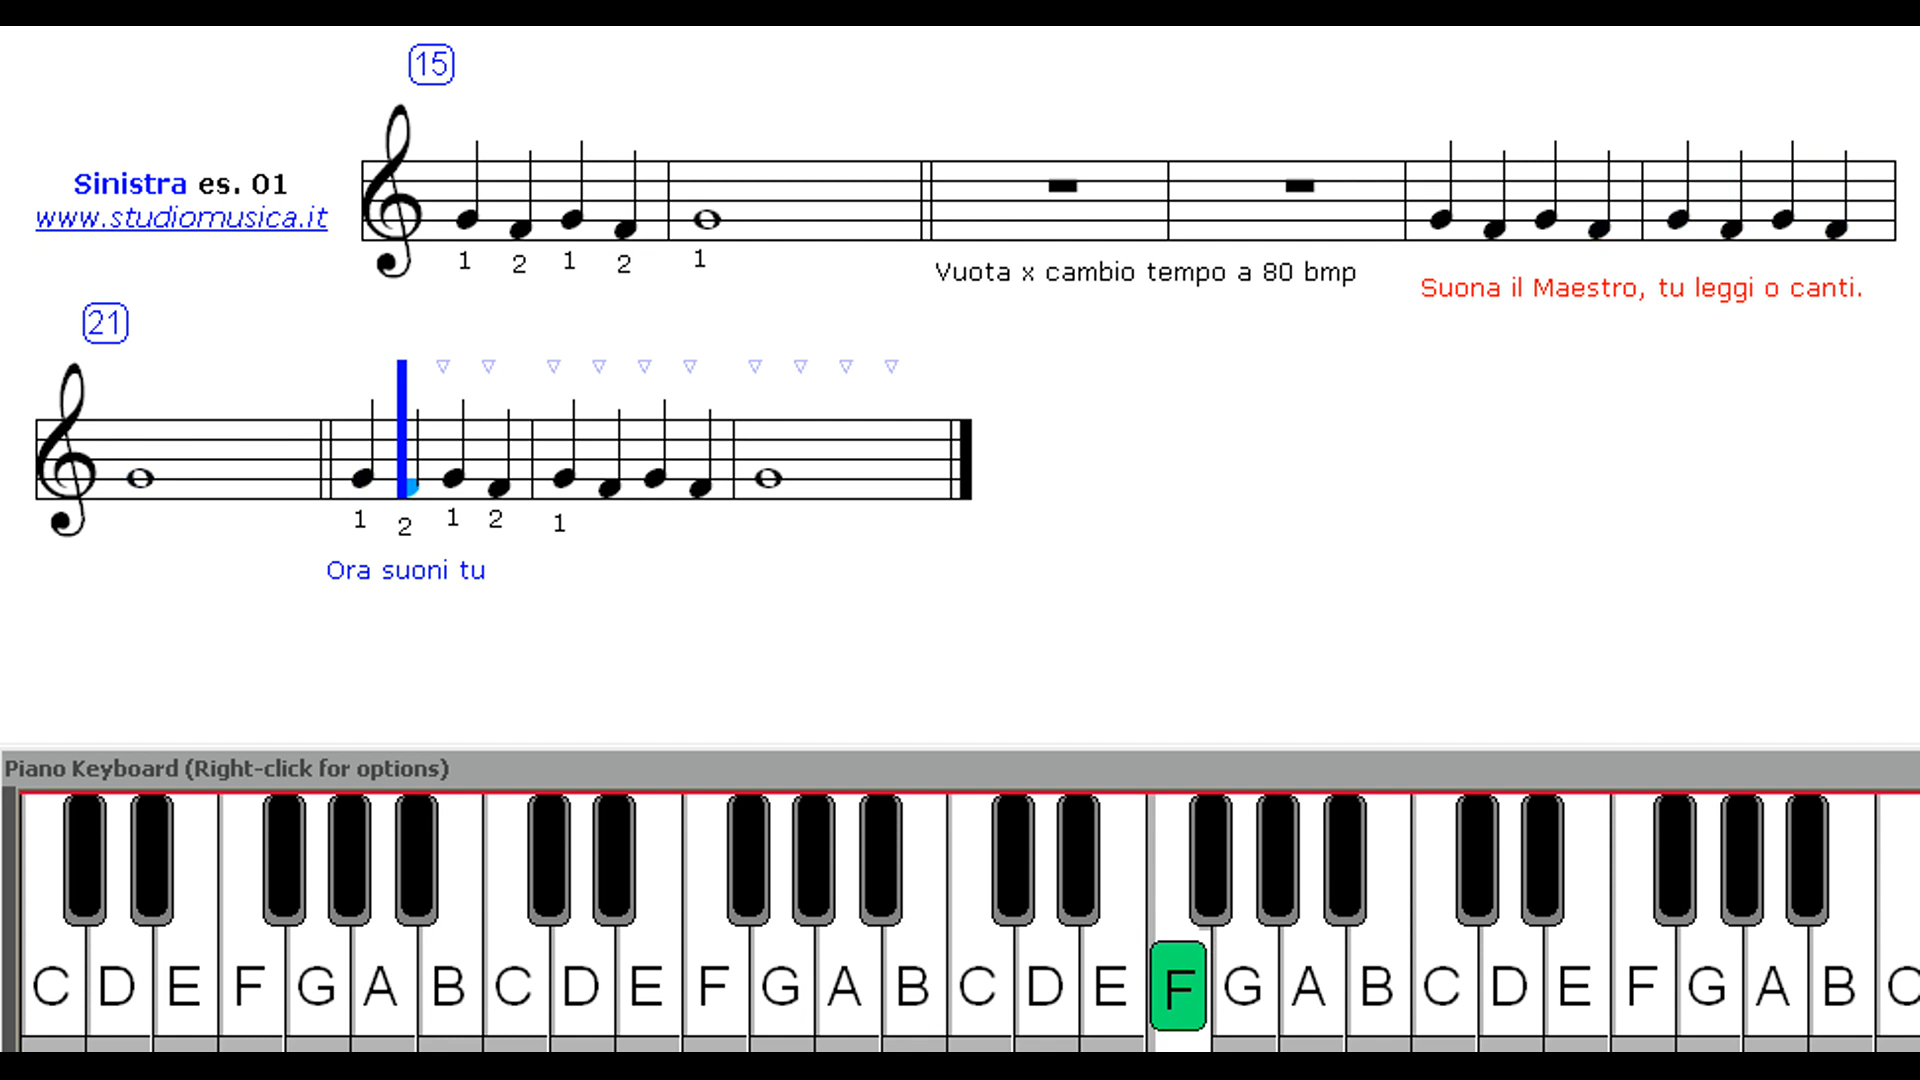 15
Sinistra es. 01
www.studiomusica.it
1 2 1 2 1
Vuota x cambio tempo a 80 bmp
Suona il Maestro, tu leggi o canti.
21
1 2 1 2 1
Ora suoni tu
Piano Keyboard (Right-click for options)
C D E F G A B C D E F G A B C D E F G A B C D E F G A B C